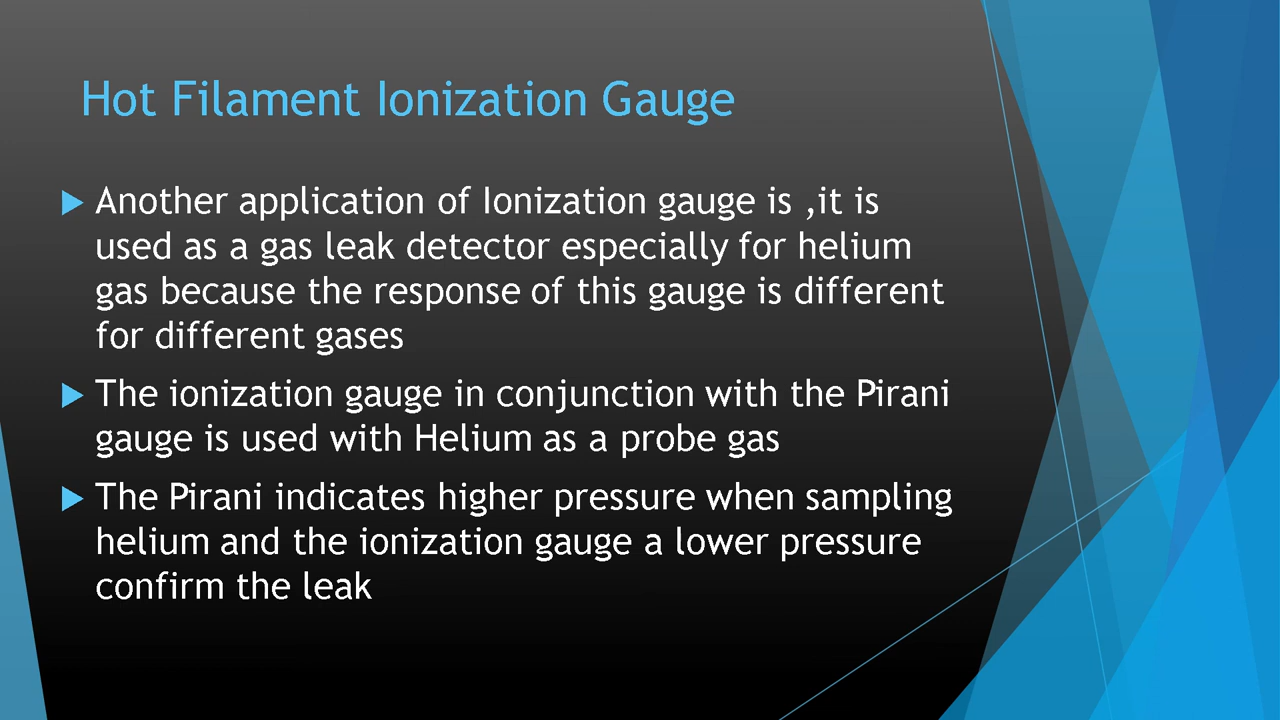 Hot Filament Ionization Gauge
Another application of Ionization gauge is ,it is
used as a gas leak detector especially for helium
gas because the response of this gauge is different
for different gases
The ionization gauge in conjunction with the Pirani
gauge is used with Helium as a probe gas
The Pirani indicates higher pressure when sampling
helium and the ionization gauge a lower pressure
confirm the leak